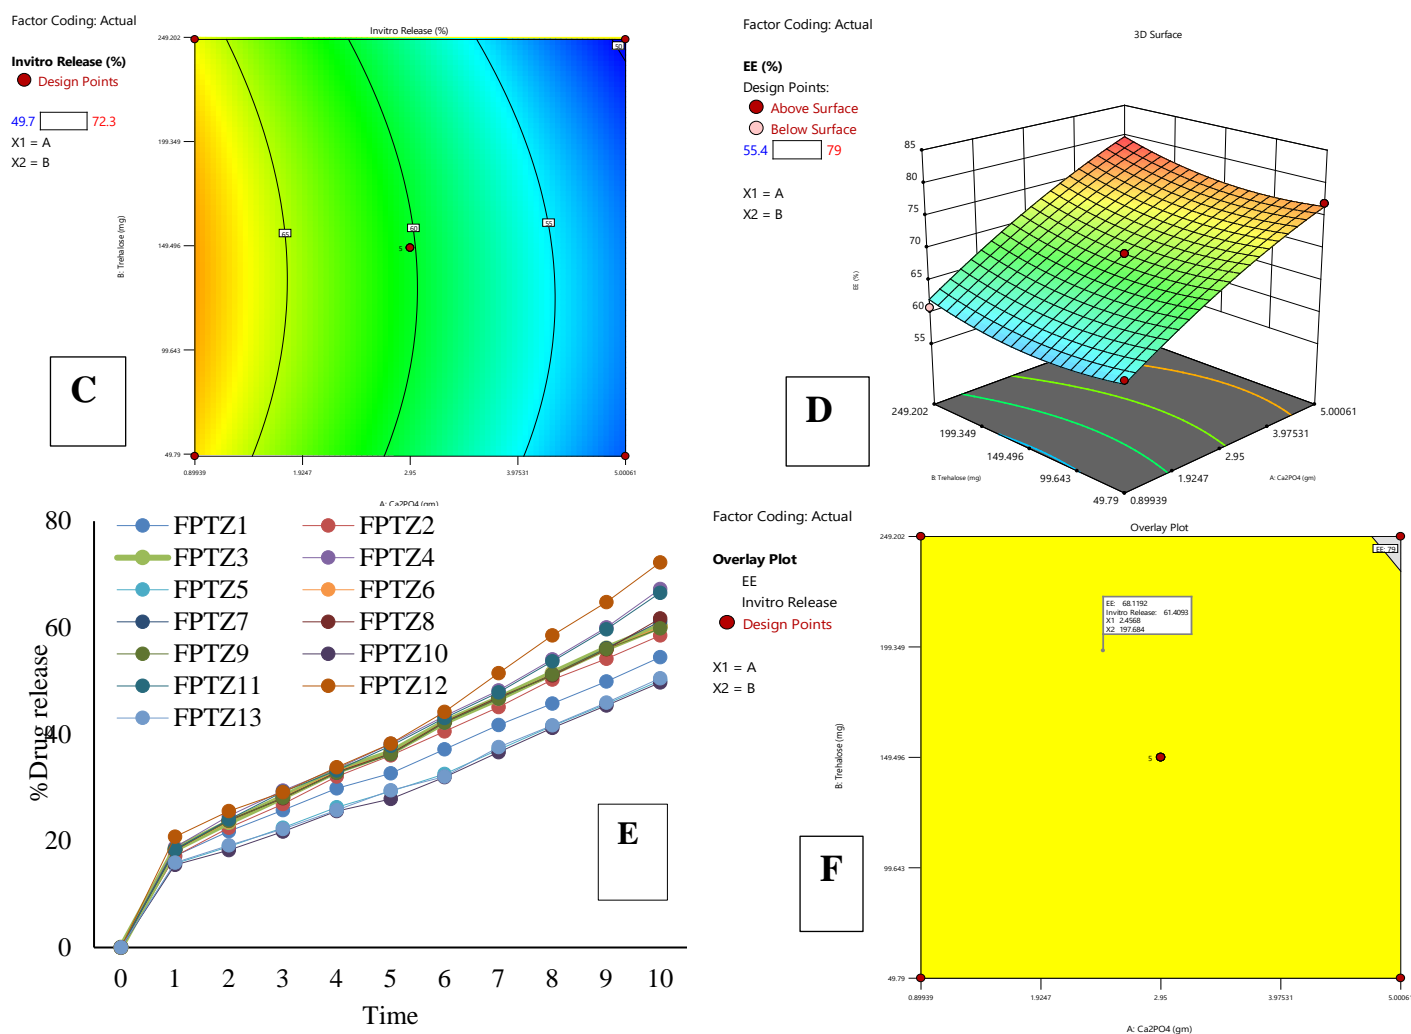 Factor Coding: Actual
Invitro Release (%)
Design Points
49.7 72.3
X1 = A
X2 = B
Invitro Release (%)
249.202
199.349
149.496
99.643
49.79
B: Trehalose (mg)
50
65
60
55
5
0.89939 1.9247 2.95 3.97531 5.00061
A: Ca2PO4 (gm)
C
Factor Coding: Actual
EE (%)
Design Points:
Above Surface
Below Surface
55.4 79
X1 = A
X2 = B
3D Surface
85
80
75
70
65
60
55
EE (%)
249.202
199.349
149.496
99.643
49.79
B: Trehalose (mg)
5.00061
3.97531
2.95
1.9247
0.89939
A: Ca2PO4 (gm)
D
80
60
40
20
0
%Drug release
FPTZ1 FPTZ2
FPTZ3 FPTZ4
FPTZ5 FPTZ6
FPTZ7 FPTZ8
FPTZ9 FPTZ10
FPTZ11 FPTZ12
FPTZ13
0 1 2 3 4 5 6 7 8 9 10
Time
E
Factor Coding: Actual
Overlay Plot
EE
Invitro Release
Design Points
X1 = A
X2 = B
Overlay Plot
249.202
199.349
149.496
99.643
49.79
B: Trehalose (mg)
EE: 79
EE: 68.1192
Invitro Release: 61.4093
X1 2.4568
X2 197.684
5
0.89939 1.9247 2.95 3.97531 5.00061
A: Ca2PO4 (gm)
F